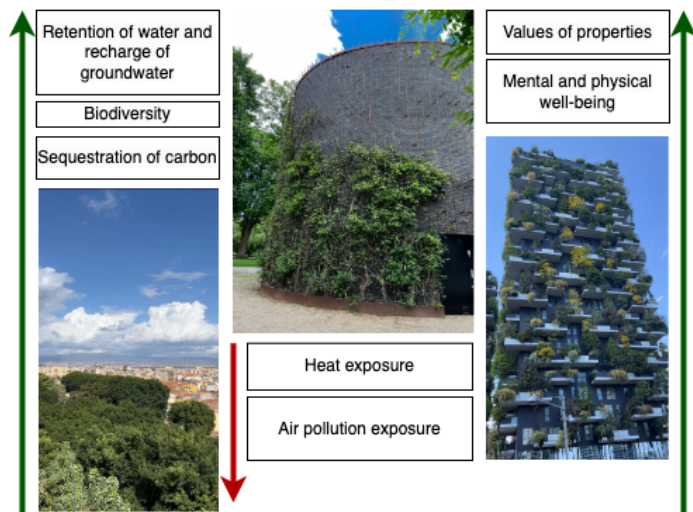 Retention of water and
recharge of
groundwater
Biodiversity
Sequestration of carbon
Heat exposure
Air pollution exposure
Values of properties
Mental and physical
well-being